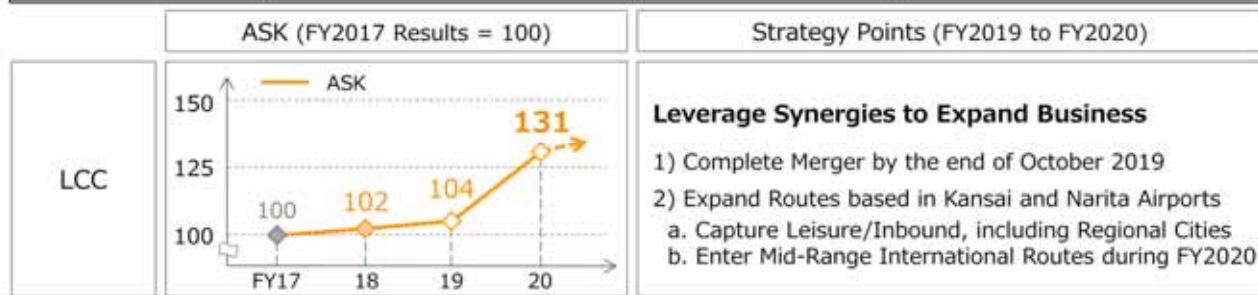 ASK (FY2017 Results = 100)
Strategy Points (FY2019 to FY2020)
LCC
ASK
150
125
100
100
102
104
131
FY17
18
19
20
Leverage Synergies to Expand Business
1) Complete Merger by the end of October 2019
2) Expand Routes based in Kansai and Narita Airports
a. Capture Leisure/Inbound, including Regional Cities
b. Enter Mid-Range International Routes during FY2020